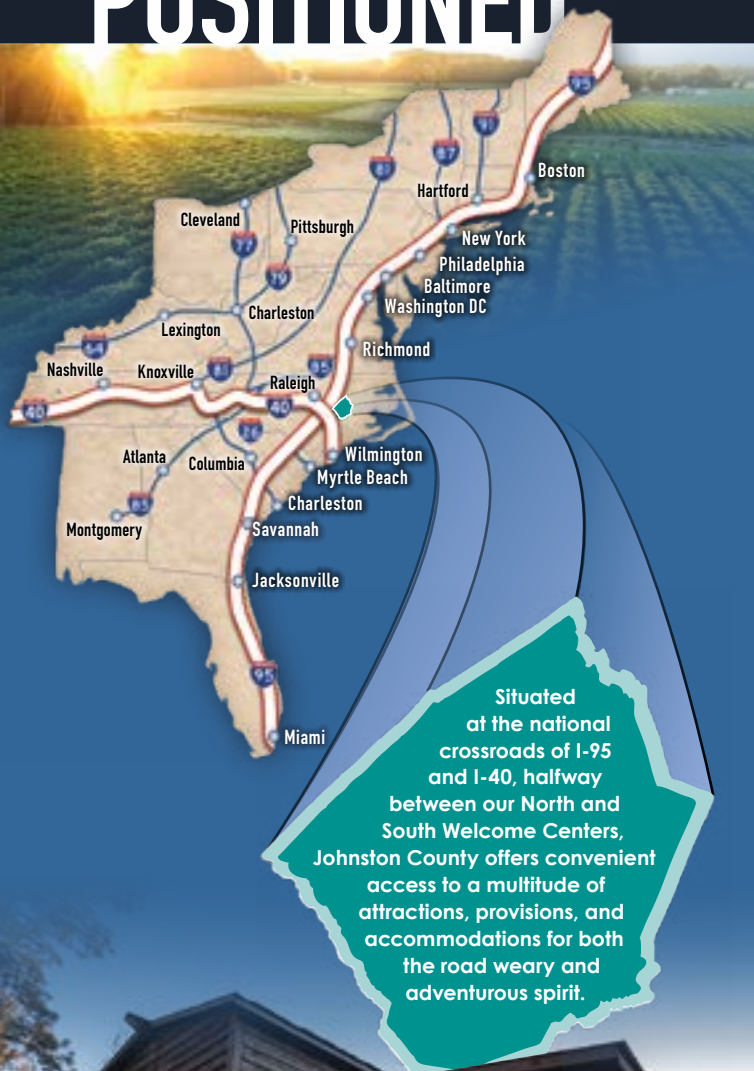 POSITIONED
95
91
87
81
Boston
Hartford
Cleveland
Pittsburgh
New York
77
Philadelphia
79
Baltimore
Washington DC
Charleston
Lexington
64
Richmond
Nashville
Knoxville
81
85
Raleigh
40
40
26
Wilmington
Atlanta
Columbia
Myrtle Beach
85
Charleston
Montgomery
Savannah
Jacksonville
95
Miami
Situated
at the national
crossroads of I-95
and I-40, halfway
between our North and
South Welcome Centers,
Johnston County offers convenient
access to a multitude of
attractions, provisions, and
accommodations for both
the road weary and
adventurous spirit.